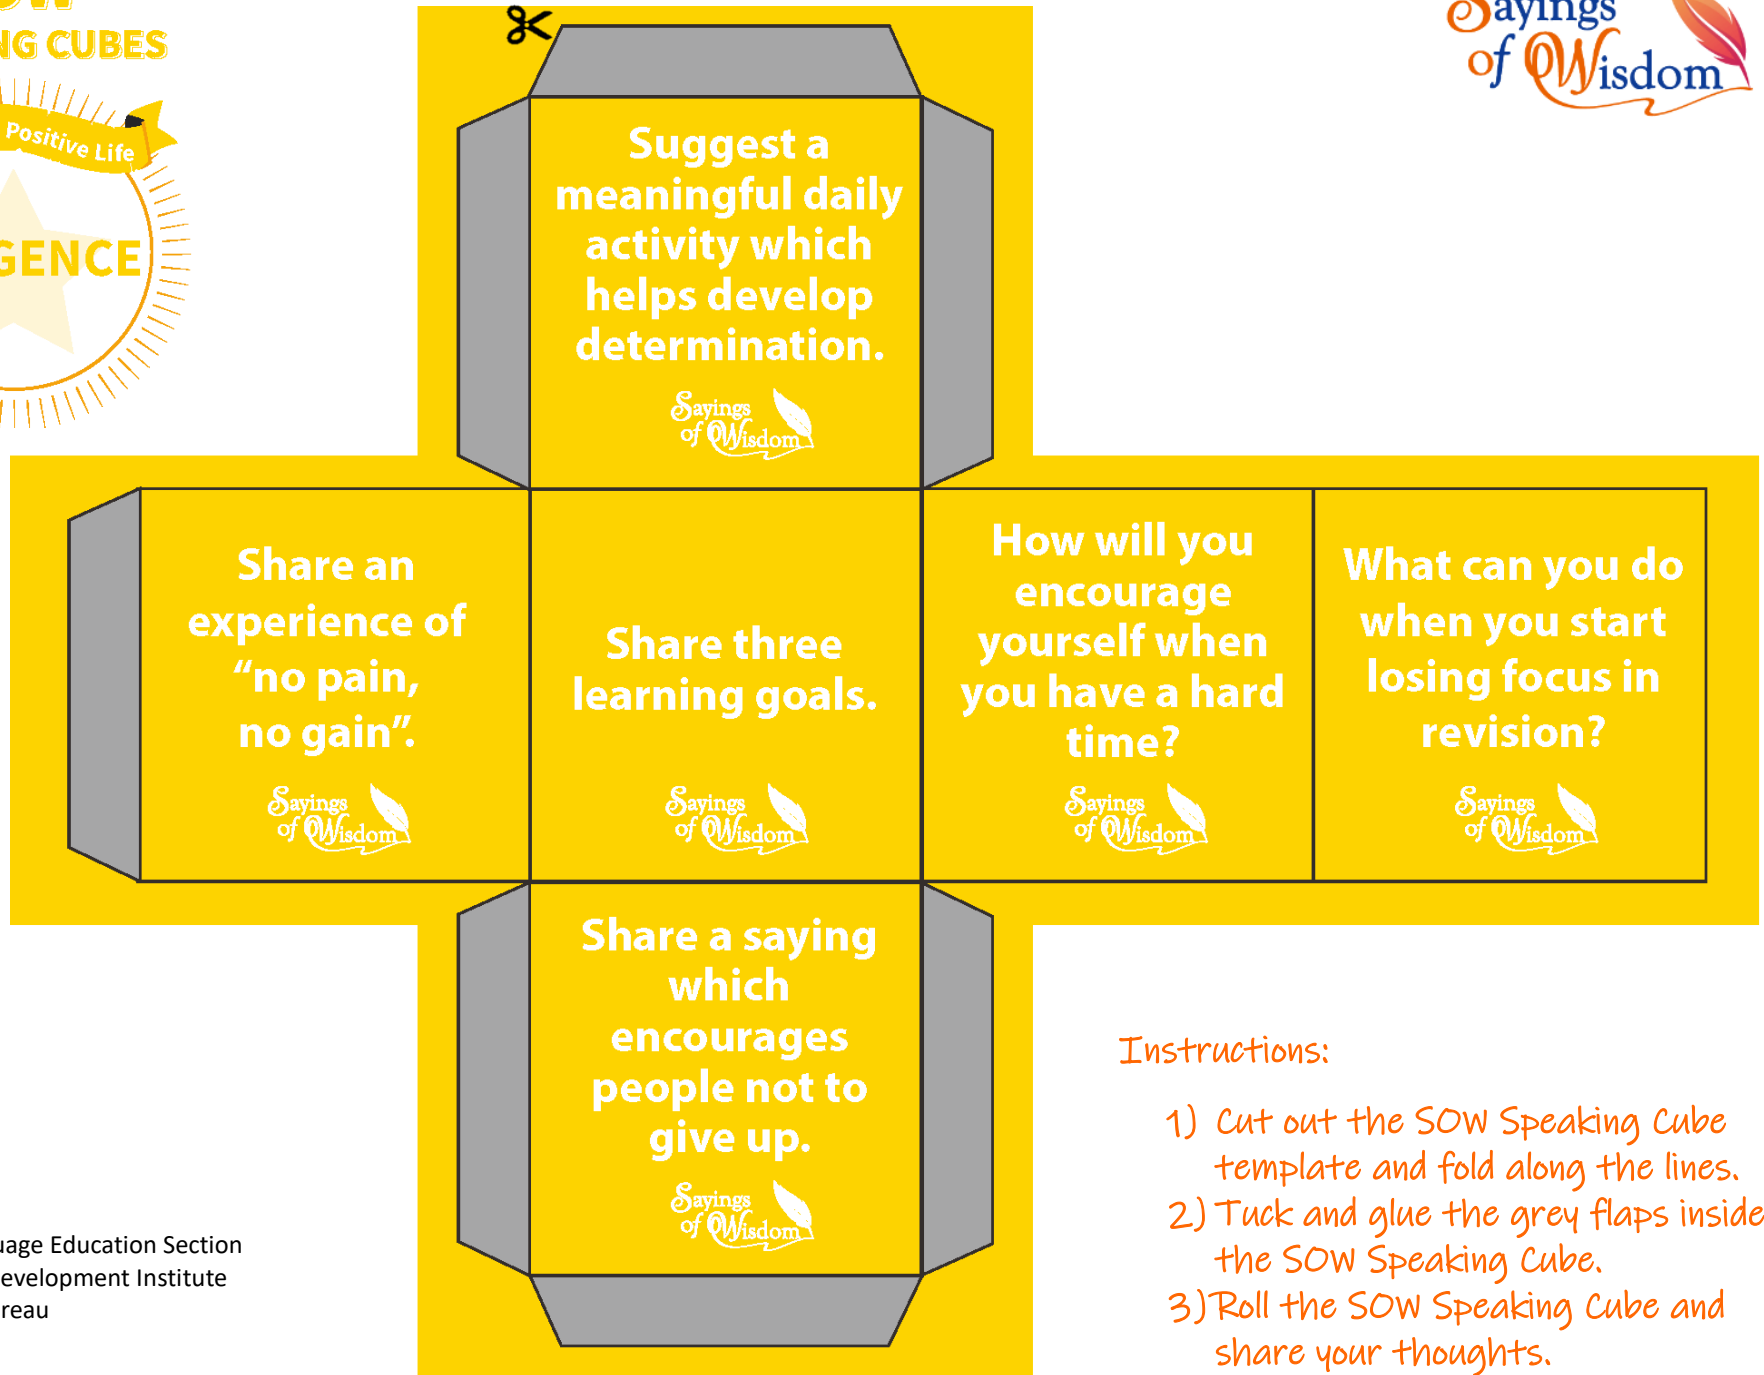 CUBES
Positive Life
Sayings
of Wisdom
Suggest a
meaningful daily
activity which
helps develop
determination.
Sayings
of Wisdom
Share an
experience of
“no pain,
no gain”.
Sayings
of Wisdom
Share three
learning goals.
Sayings
of Wisdom
How will you
encourage
yourself when
you have a hard
time?
Sayings
of Wisdom
What can you do
when you start
losing focus in
revision?
Sayings
of Wisdom
Share a saying
which
encourages
people not to
give up.
Sayings
of Wisdom
Instructions:
1) Cut out the SOW Speaking Cube
template and fold along the lines.
2) Tuck and glue the grey flaps inside
the SOW Speaking Cube.
3) Roll the SOW Speaking Cube and
share your thoughts.
Education Section
Institute